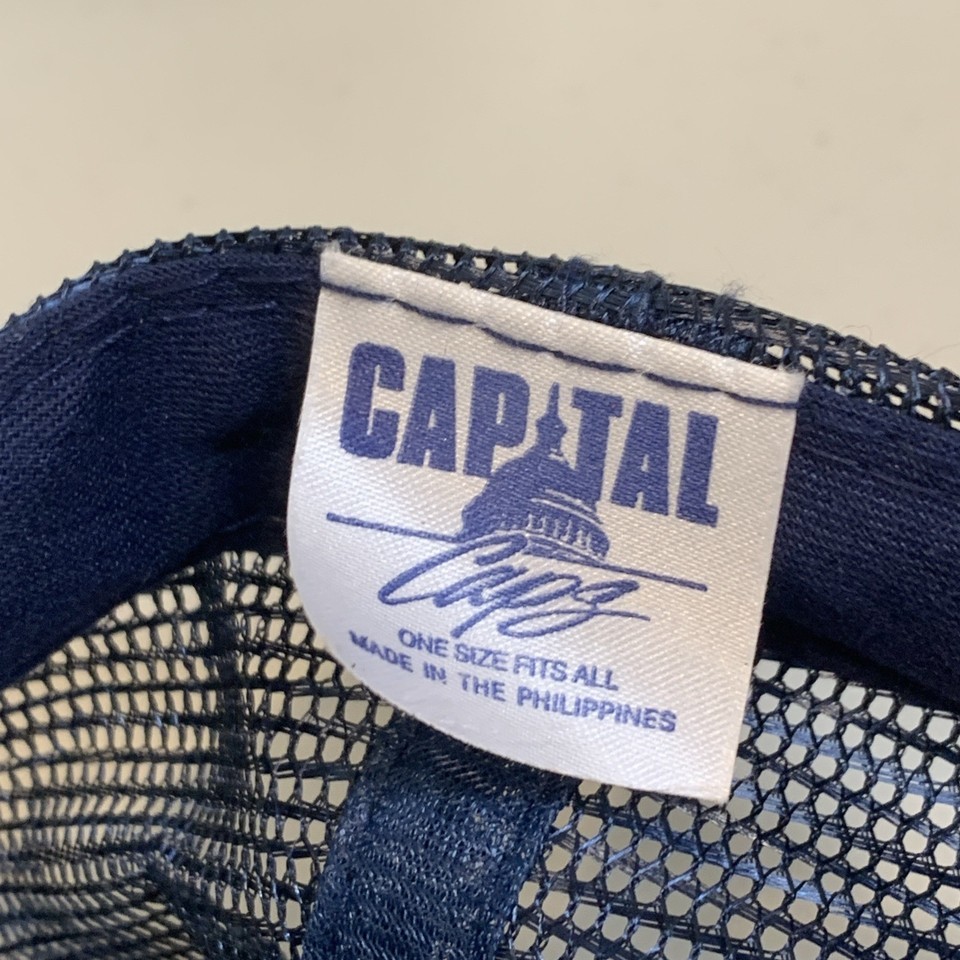 CAPITAL
Caps
ONE SIZE FITS ALL
MADE IN THE PHILIPPINES